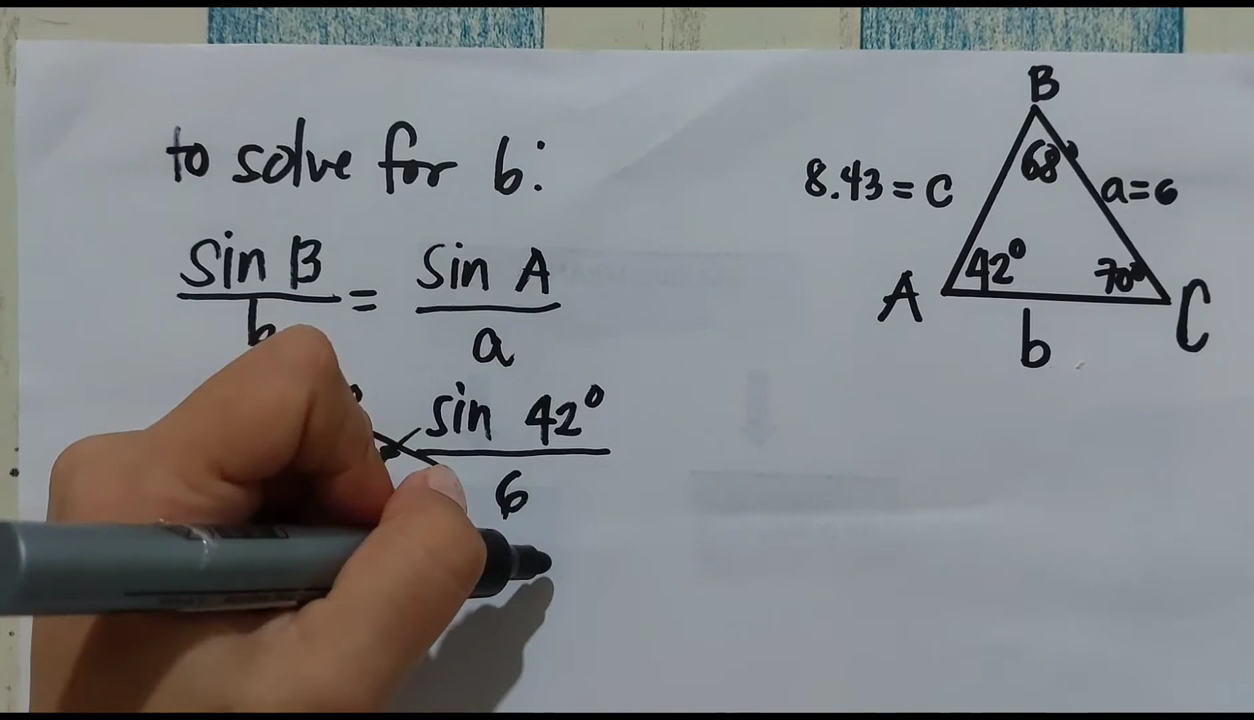 to solve for b:
sin B = sin A
b a
sin 42°
6
B
68°
8.43 = C
a=6
42°
70°
A
C
b